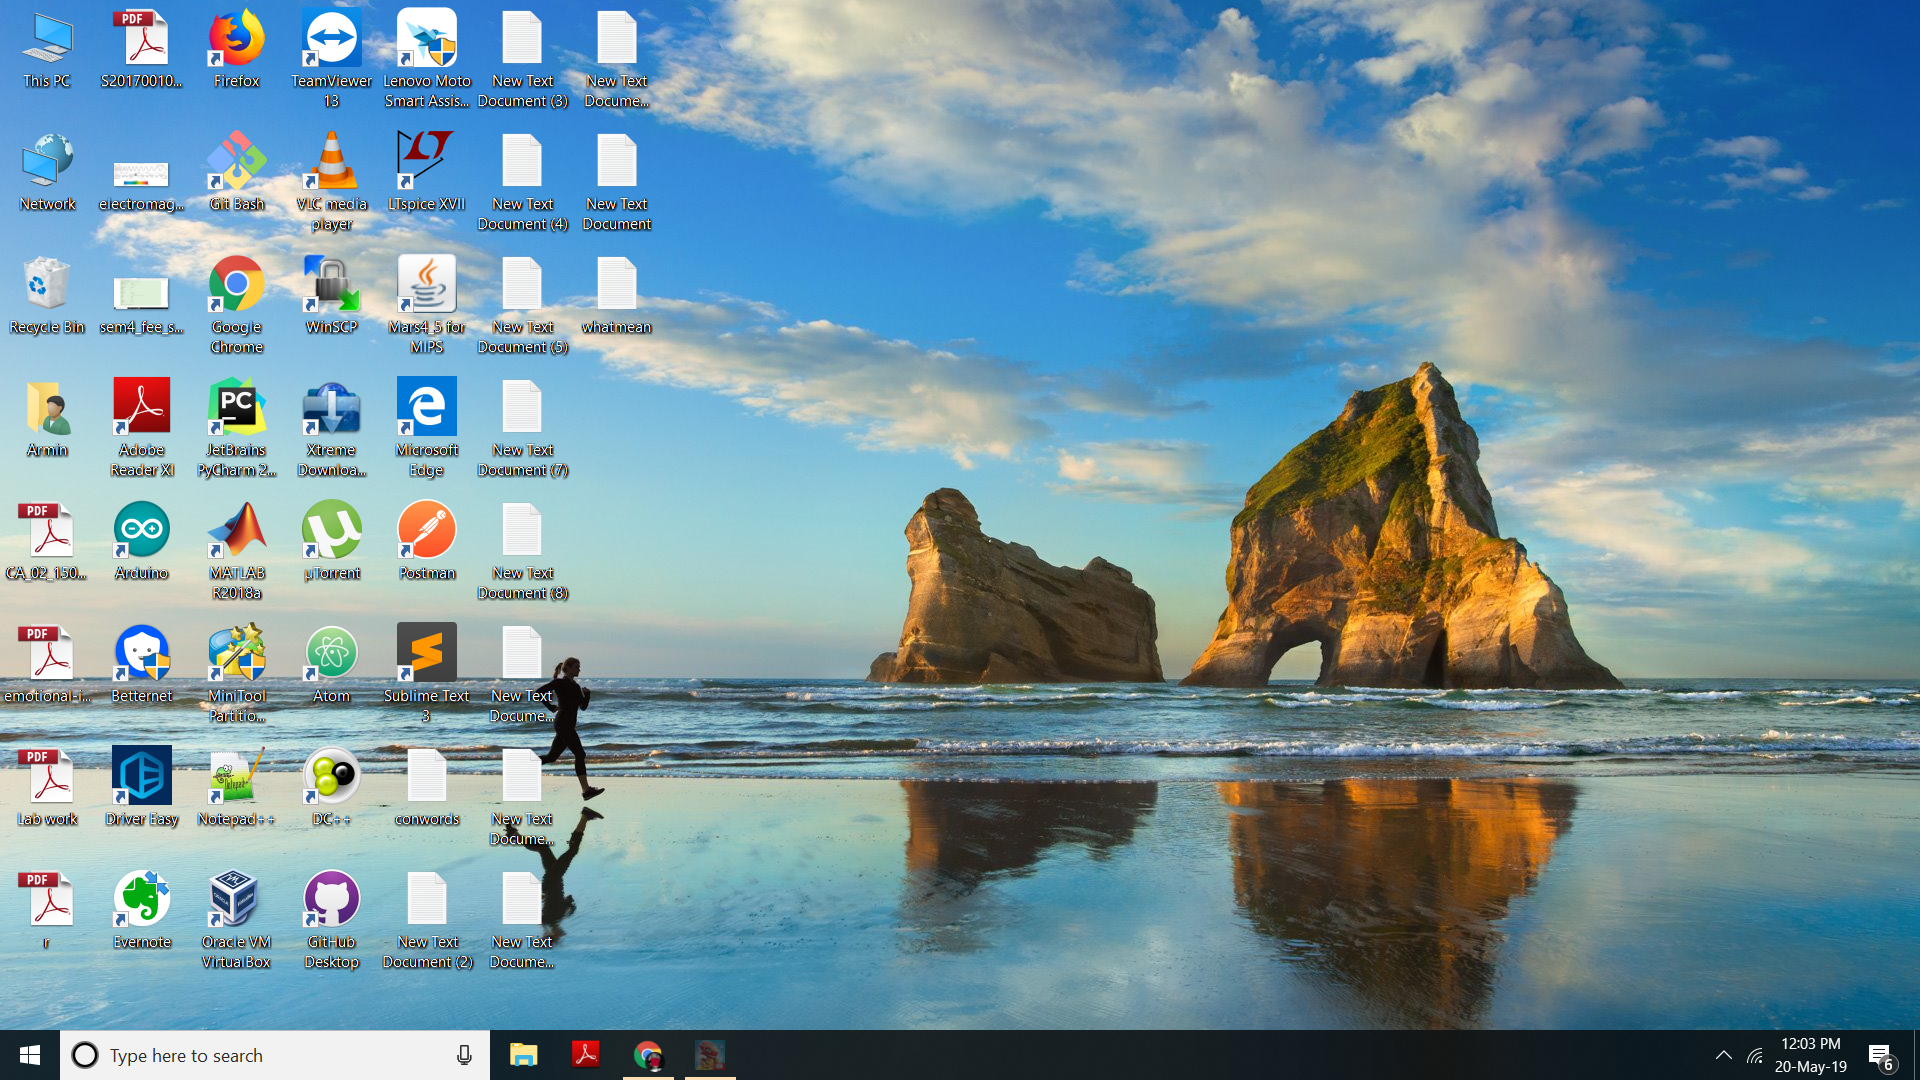 This PC
S20170010...
Firefox
TeamViewer
13
Lenovo Moto
Smart Assis...
New Text
Document (3)
New Text
Docume...
Network
electromag...
Git Bash
VLC media
player
LTspice XVII
New Text
Document (4)
New Text
Document
Recycle Bin
sem4_fee_s...
Google
Chrome
WinSCP
Mars4_5 for
MIPS
New Text
Document (5)
whatmean
Armin
Adobe
Reader XI
PC
JetBrains
PyCharm 2...
Xtreme
Downloa...
Microsoft
Edge
New Text
Document (7)
PDF
CA_02_150...
Arduino
MATLAB
R2018a
µTorrent
Postman
New Text
Document (8)
PDF
emotional-i...
Betternet
MiniTool
Partitio...
Atom
Sublime Text
3
New Text
Docume...
PDF
Lab work
Driver Easy
Notepad++
DC++
conwords
New Text
Docume...
PDF
r
Evernote
Oracle VM
VirtualBox
GitHub
Desktop
New Text
Document (2)
New Text
Docume...
Type here to search
12:03 PM
20-May-19
6